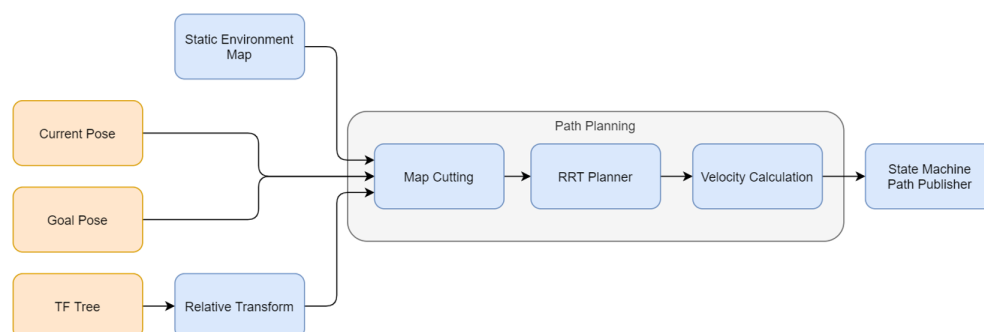 Static Environment
Map
Current Pose
Path Planning
Map Cutting
RRT Planner
Velocity Calculation
State Machine
Path Publisher
Goal Pose
TF Tree
Relative Transform